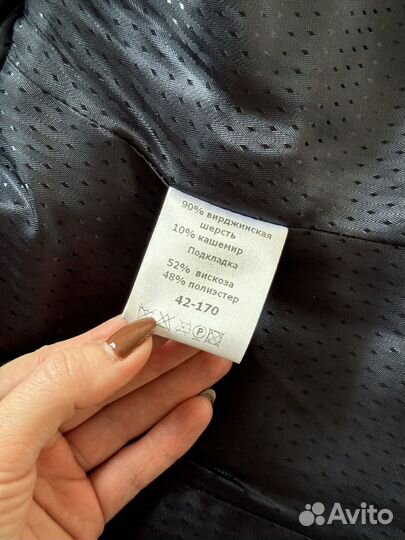 90% вирджинская
шерсть
10% кашемир
Подкладка
52% вискоза
48% полиэстер
42-170
P
Avito